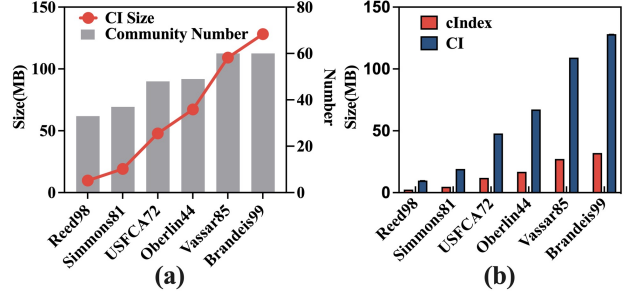 CI Size
Community Number
150
100
50
0
Size(MB)
80
60
40
20
0
Number
Reed98
Simmons81
USFCA72
Oberlin44
Vassar85
Brandeis99
(a)
cIndex
CI
150
100
50
0
Size(MB)
Reed98
Simmons81
USFCA72
Oberlin44
Vassar85
Brandeis99
(b)